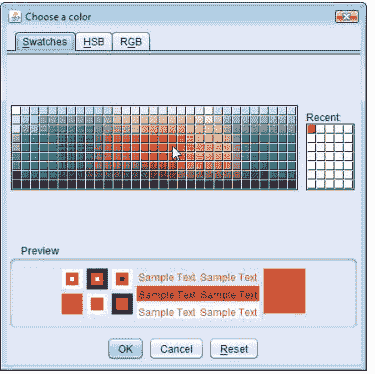 Choose a color
Swatches HSB RGB
Recent:
Preview
Sample Text Sample Text
Sample Text Sample Text
Sample Text Sample Text
OK Cancel Reset